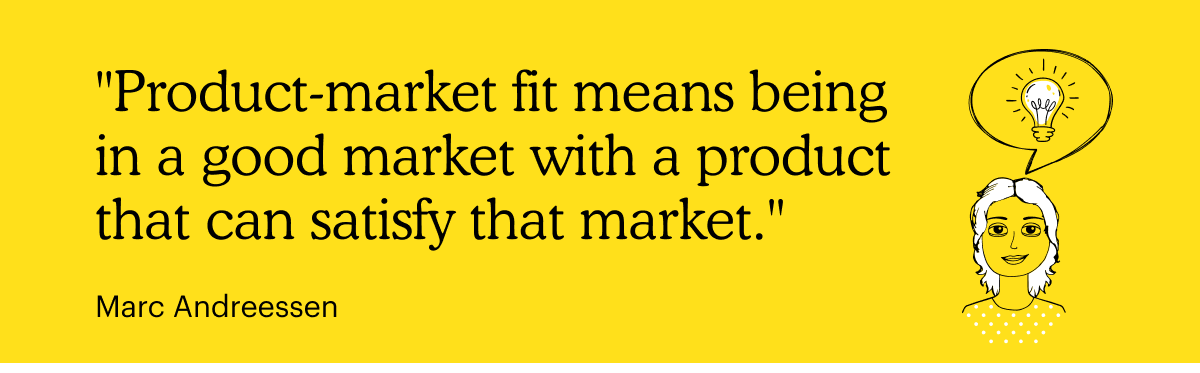 "Product-market fit means being
in a good market with a product
that can satisfy that market."
Marc Andreessen